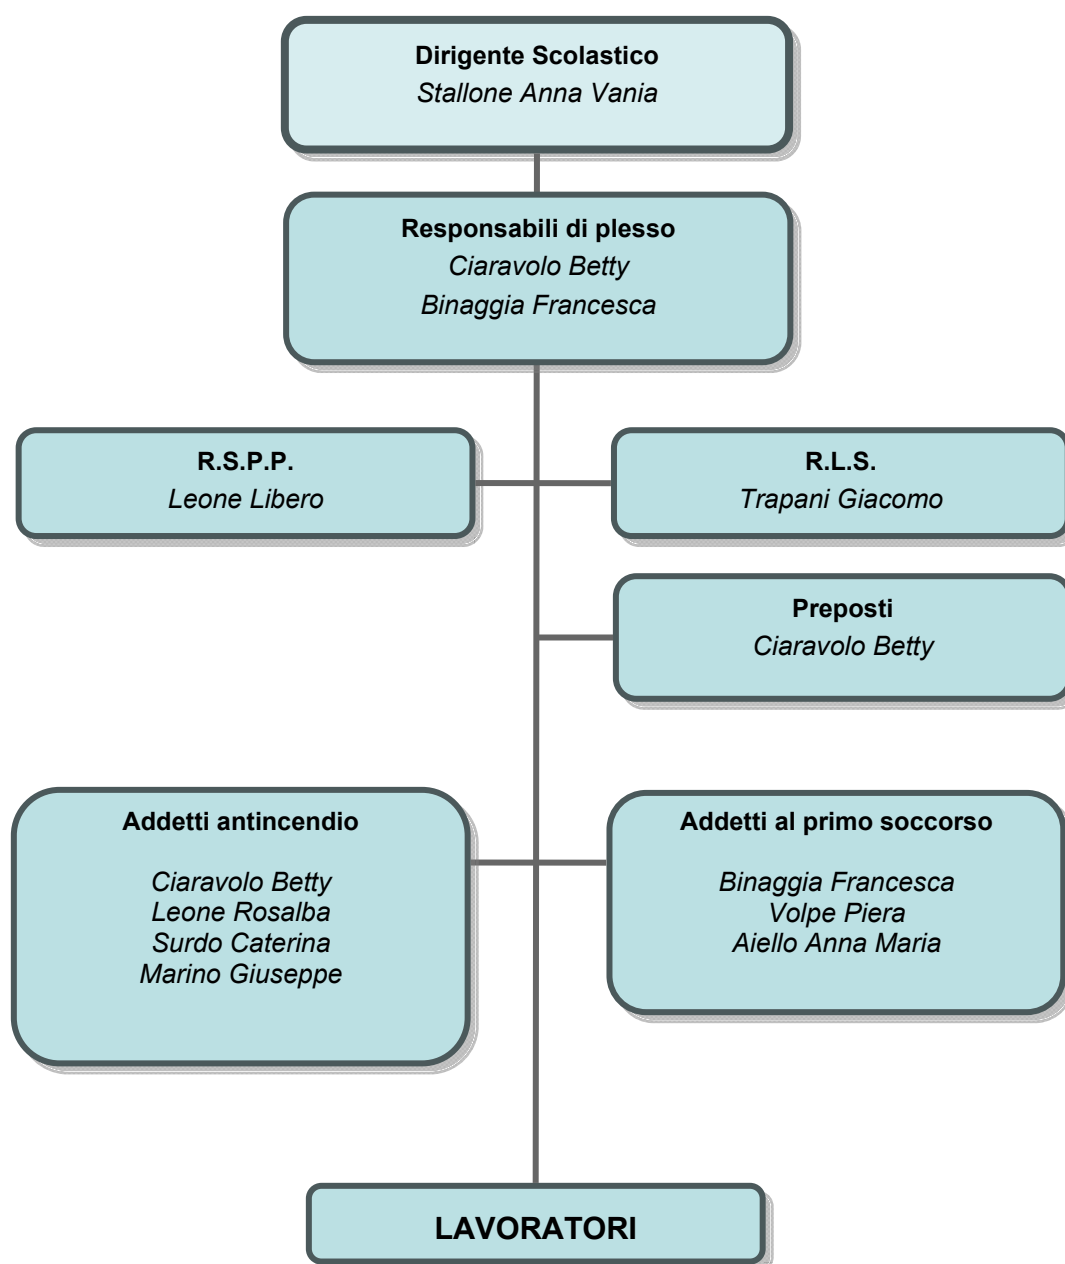 Dirigente Scolastico
Stallone Anna Vania
Responsabili di plesso
Ciaravolo Betty
Binaggia Francesca
R.S.P.P.
Leone Libero
R.L.S.
Trapani Giacomo
Preposti
Ciaravolo Betty
Addetti antincendio
Ciaravolo Betty
Leone Rosalba
Surdo Caterina
Marino Giuseppe
Addetti al primo soccorso
Binaggia Francesca
Volpe Piera
Aiello Anna Maria
LAVORATORI